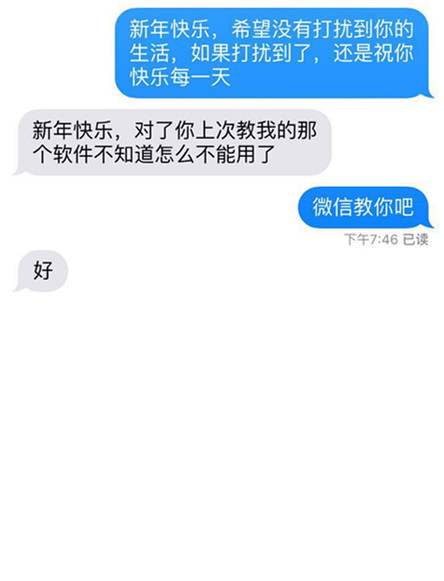 新年快乐，希望没有打扰到你的
生活，如果打扰到了，还是祝你
快乐每一天
新年快乐，对了你上次教我的那
个软件不知道怎么不能用了
微信教你吧
下午7:46 已读
好